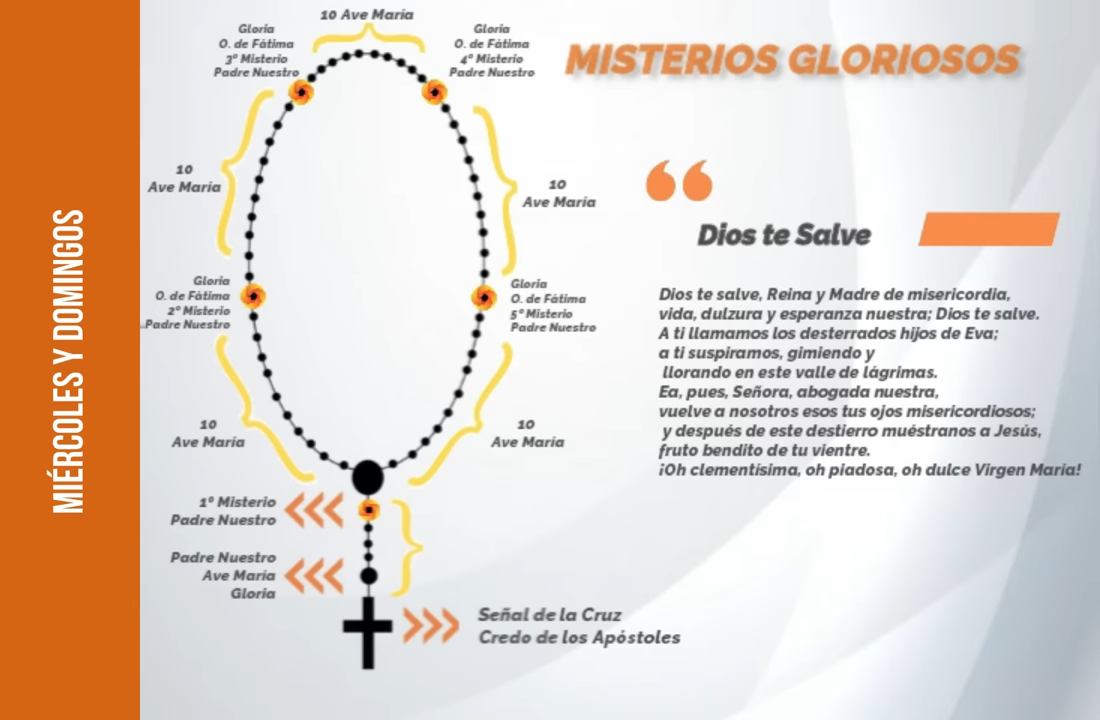 MIÉRCOLES Y DOMINGOS
10 Ave María
Gloria
O. de Fátima
3º Misterio
Padre Nuestro
Gloria
O. de Fátima
4º Misterio
Padre Nuestro
MISTERIOS GLORIOSOS
10
Ave María
10
Ave María
“
Dios te Salve
Gloria
O. de Fátima
2º Misterio
Padre Nuestro
Gloria
O. de Fátima
5º Misterio
Padre Nuestro
Dios te salve, Reina y Madre de misericordia,
vida, dulzura y esperanza nuestra; Dios te salve.
A ti llamamos los desterrados hijos de Eva;
a ti suspiramos, gimiendo y
llorando en este valle de lágrimas.
Ea, pues, Señora, abogada nuestra,
vuelve a nosotros esos tus ojos misericordiosos;
y después de este destierro muéstranos a Jesús,
fruto bendito de tu vientre.
¡Oh clementísima, oh piadosa, oh dulce Virgen María!
10
Ave María
10
Ave María
1º Misterio
Padre Nuestro
Padre Nuestro
Ave María
Gloria
Señal de la Cruz
Credo de los Apóstoles